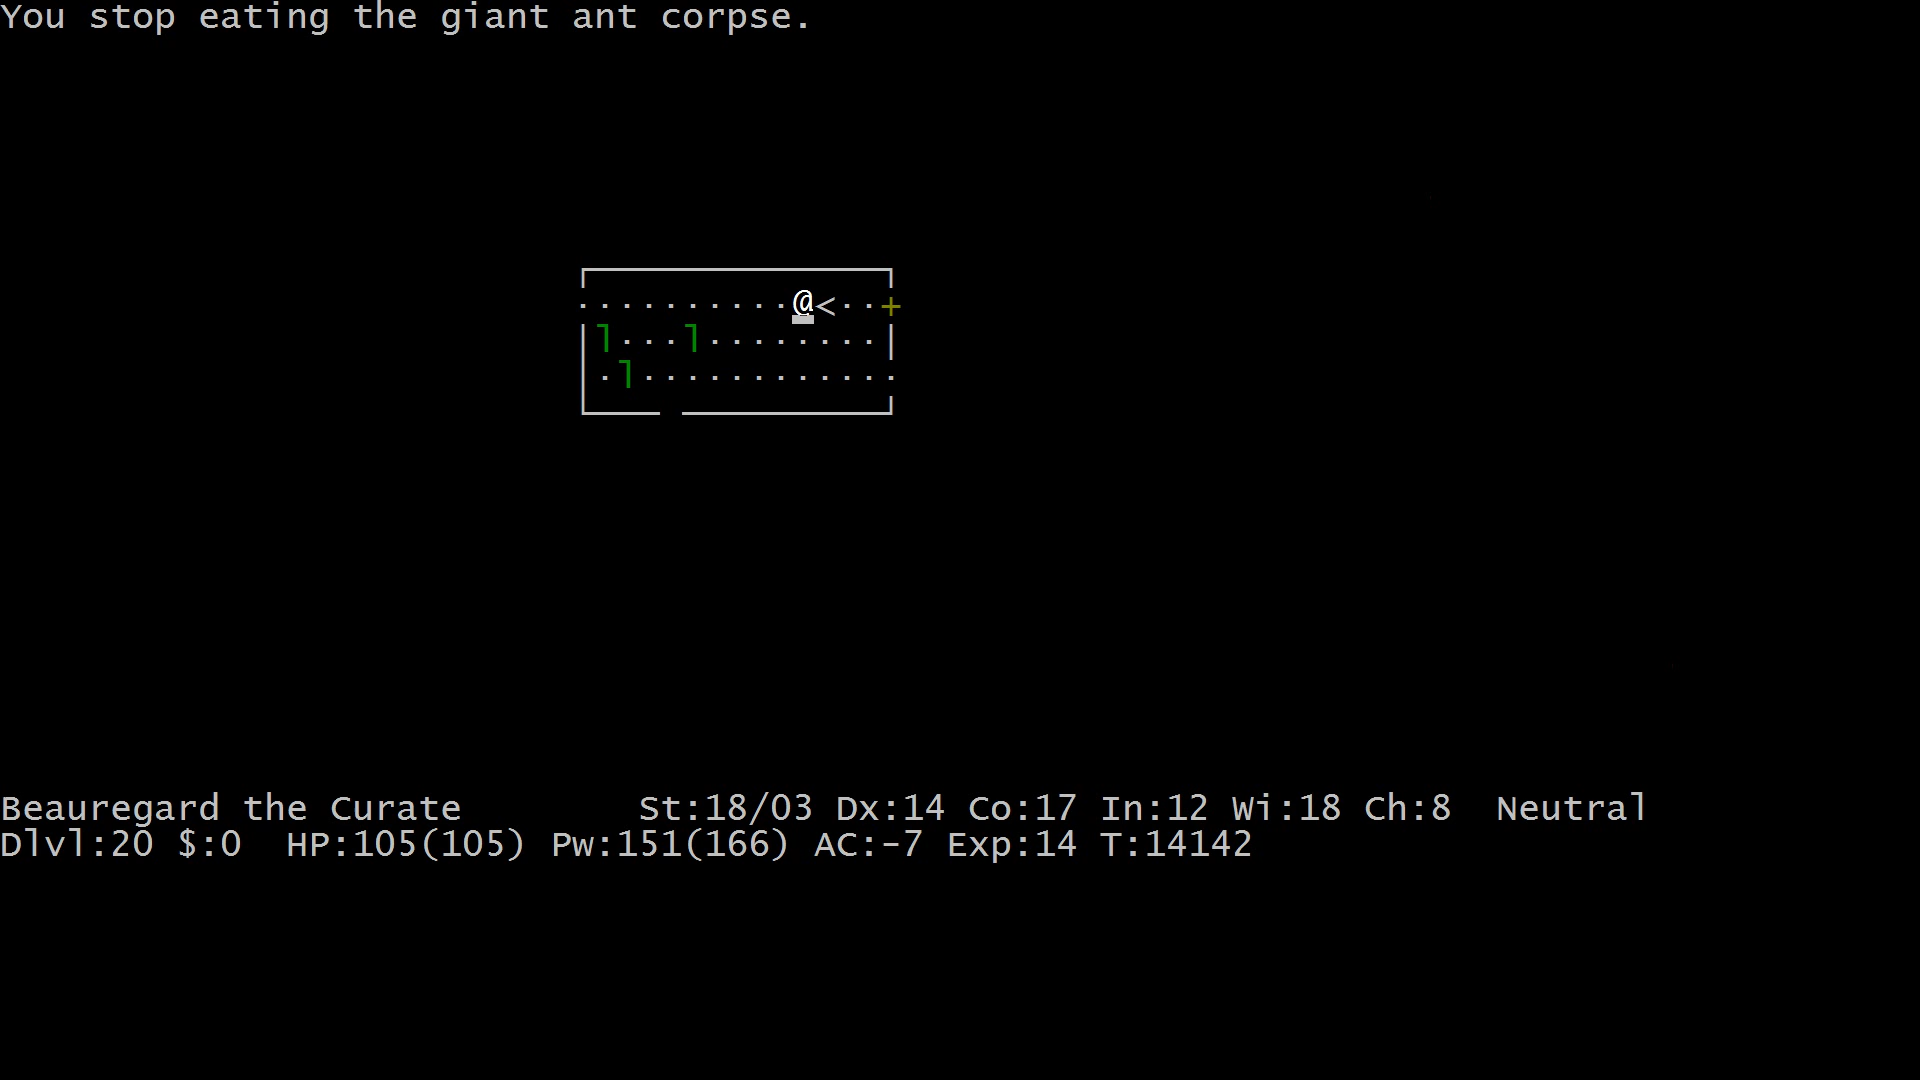 You stop eating the giant ant corpse.
┌──────────────┐
..........@<..+
|l...l........|
|.l............
└──── ─────────┘
Beauregard the Curate St:18/03 Dx:14 Co:17 In:12 Wi:18 Ch:8 Neutral
Dlvl:20 $:0 HP:105(105) Pw:151(166) AC:-7 Exp:14 T:14142